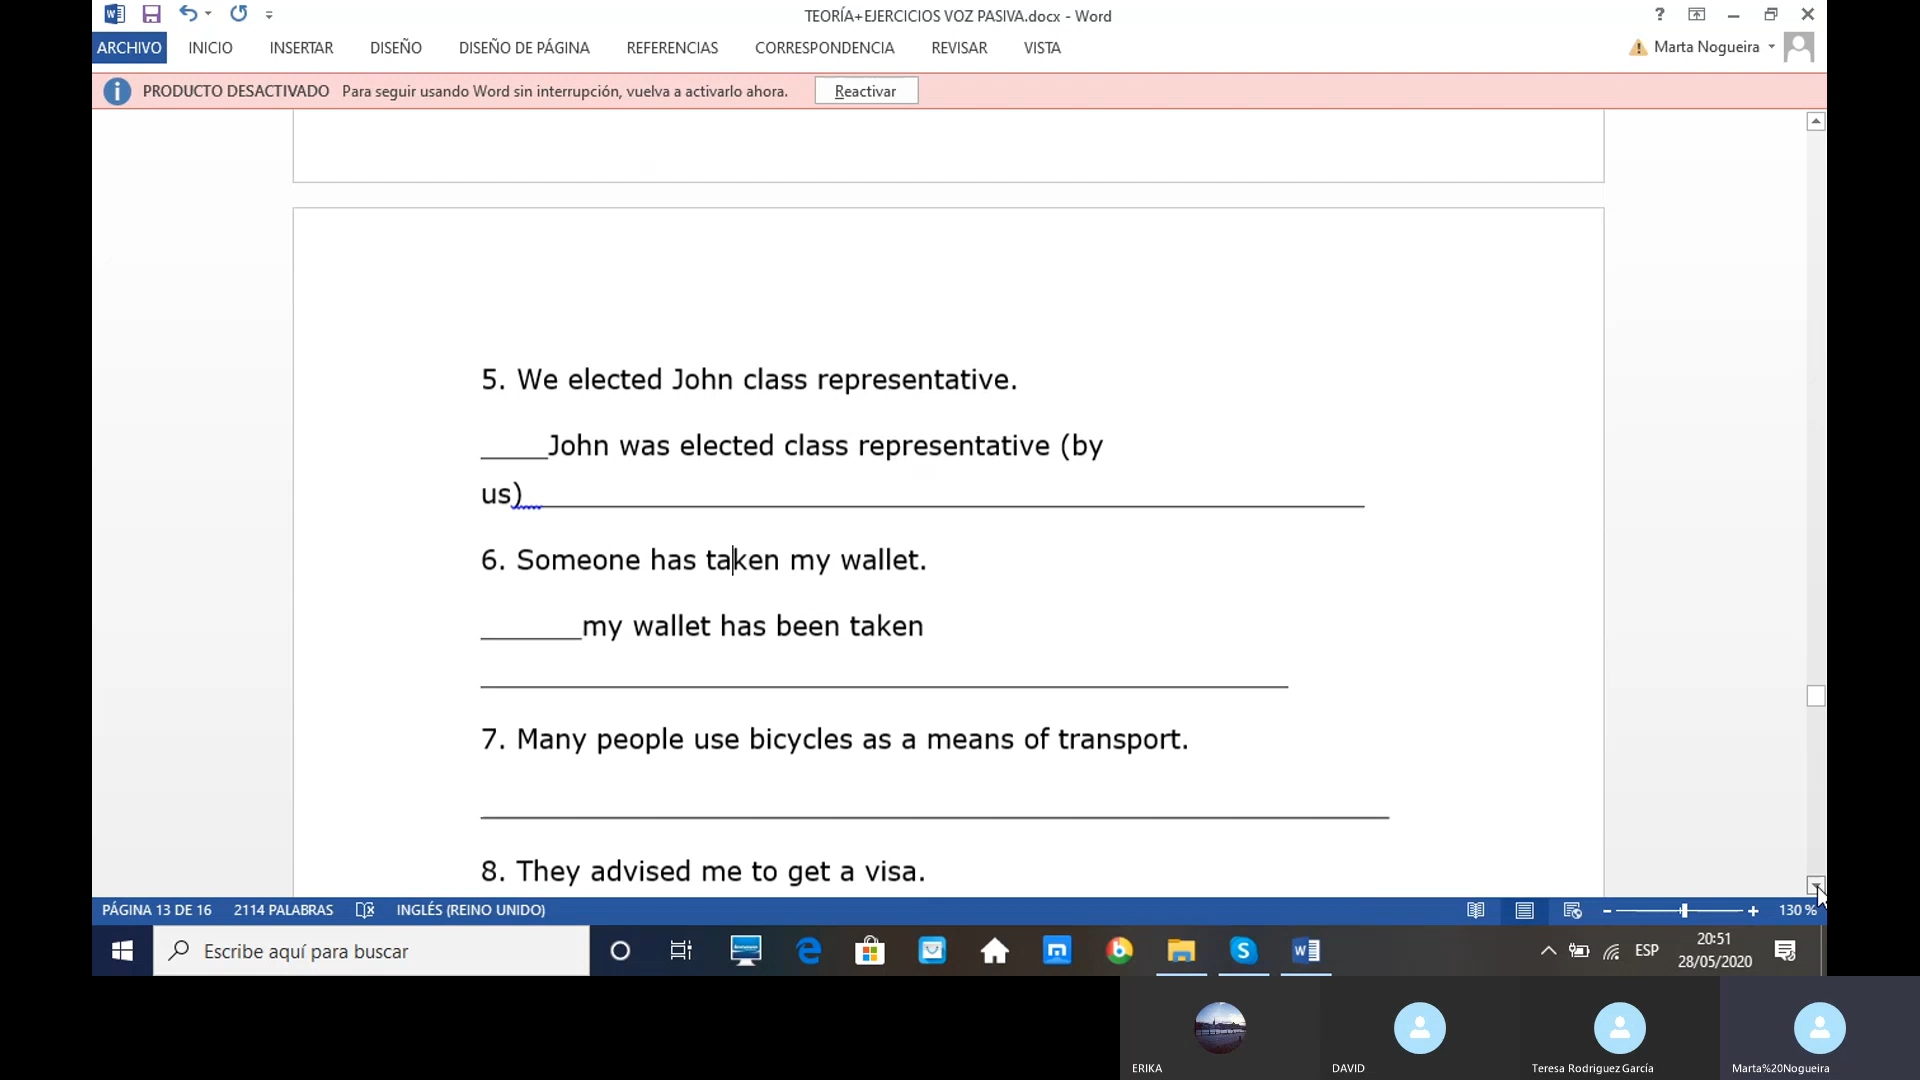 TEORÍA+EJERCICIOS VOZ PASIVA.docx - Word
?
ARCHIVO INICIO INSERTAR DISEÑO DISEÑO DE PÁGINA REFERENCIAS CORRESPONDENCIA REVISAR VISTA Marta Nogueira
PRODUCTO DESACTIVADO Para seguir usando Word sin interrupción, vuelva a activarlo ahora. Reactivar
5. We elected John class representative.
____John was elected class representative (by
us)__________________________________________________
6. Someone has taken my wallet.
______my wallet has been taken
________________________________________________
7. Many people use bicycles as a means of transport.
______________________________________________________
8. They advised me to get a visa.
PÁGINA 13 DE 16 2114 PALABRAS INGLÉS (REINO UNIDO) 130 %
Escribe aquí para buscar ESP 20:51
28/05/2020
ERIKA DAVID Teresa Rodriguez García Marta%20Nogueira